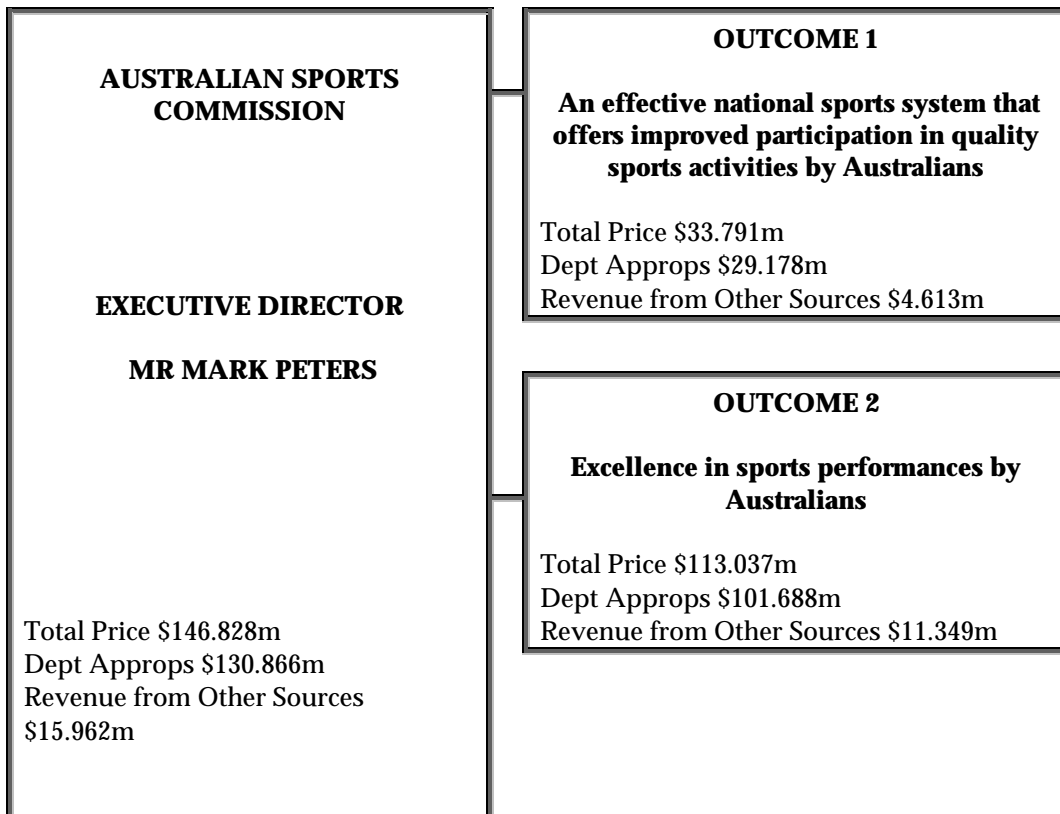 AUSTRALIAN SPORTS
COMMISSION
EXECUTIVE DIRECTOR
MR MARK PETERS
Total Price $146.828m
Dept Approps $130.866m
Revenue from Other Sources
$15.962m
OUTCOME 1
An effective national sports system that
offers improved participation in quality
sports activities by Australians
Total Price $33.791m
Dept Approps $29.178m
Revenue from Other Sources $4.613m
OUTCOME 2
Excellence in sports performances by
Australians
Total Price $113.037m
Dept Approps $101.688m
Revenue from Other Sources $11.349m